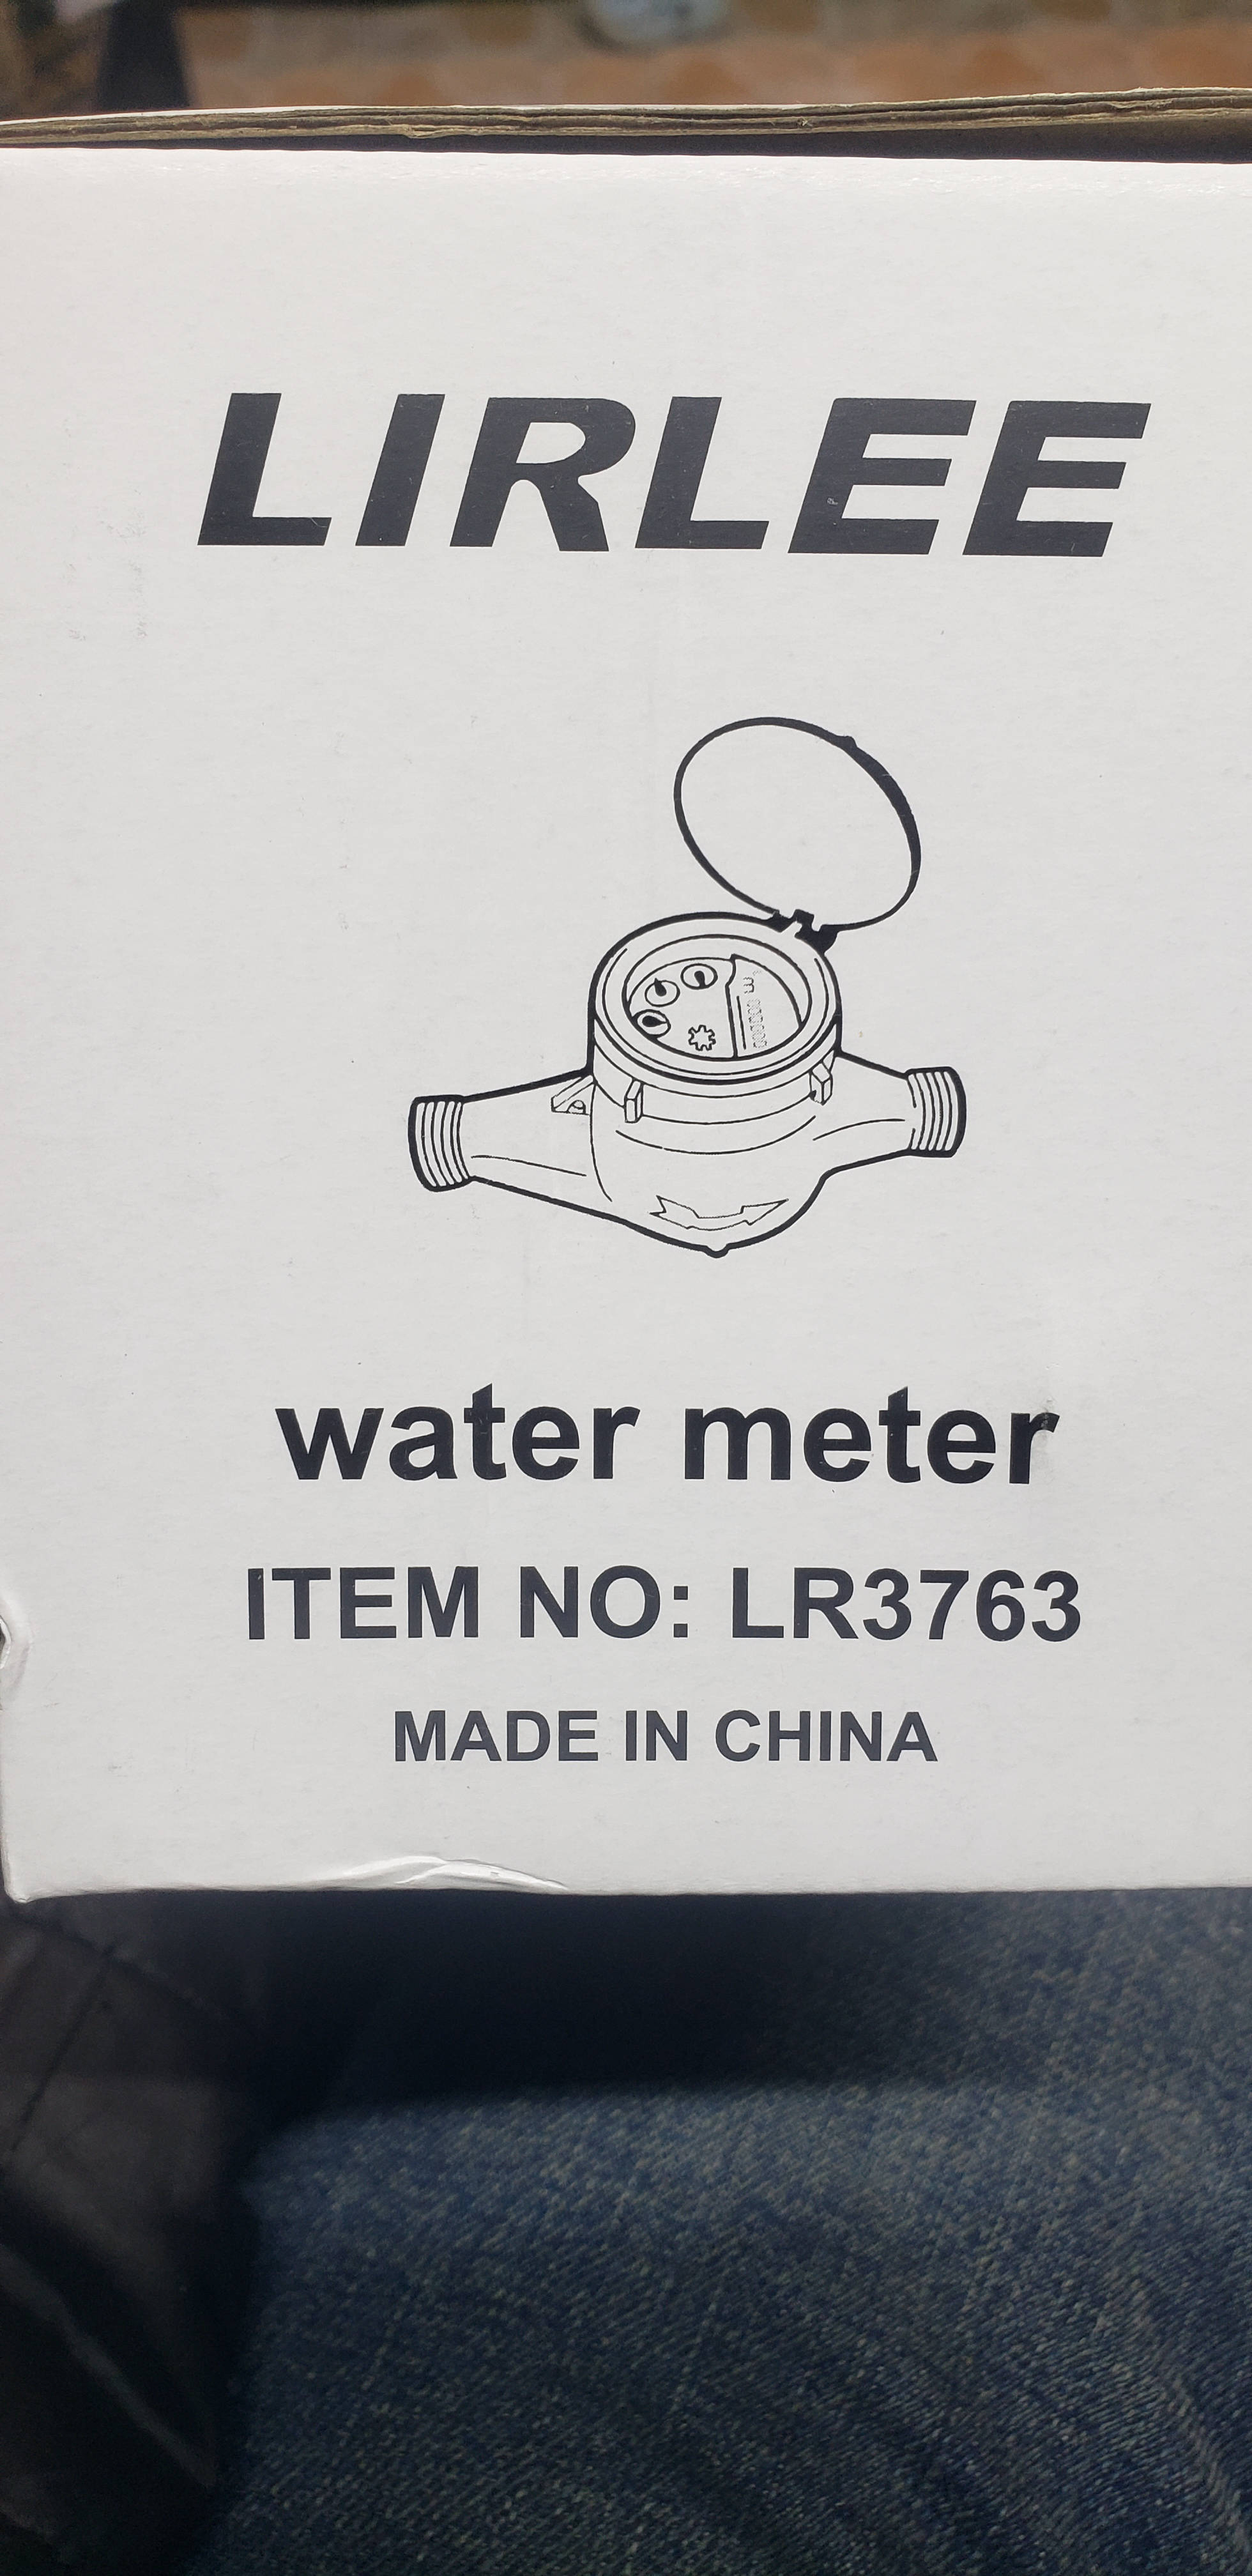 LIRLEE
water meter
ITEM NO: LR3763
MADE IN CHINA